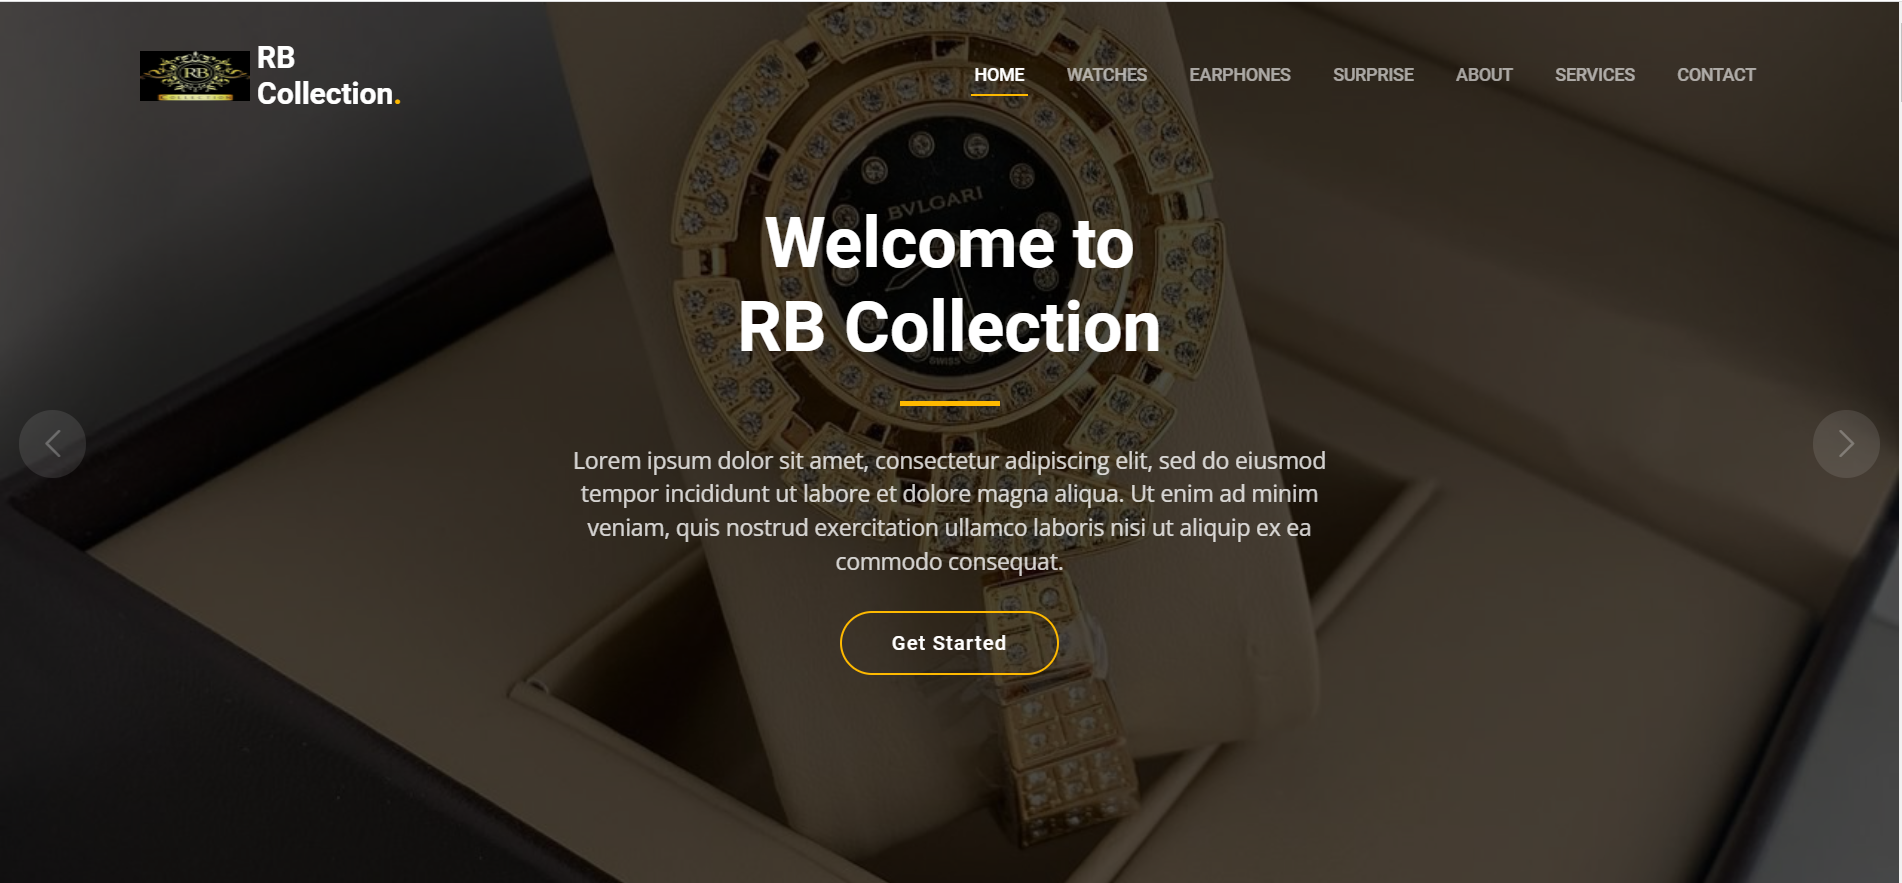 RB
RB
Collection.
COLLECTION
HOME WATCHES EARPHONES SURPRISE ABOUT SERVICES CONTACT
BVLGARI
Welcome to
RB Collection
SWISS
Lorem ipsum dolor sit amet, consectetur adipiscing elit, sed do eiusmod
tempor incididunt ut labore et dolore magna aliqua. Ut enim ad minim
veniam, quis nostrud exercitation ullamco laboris nisi ut aliquip ex ea
commodo consequat.
Get Started